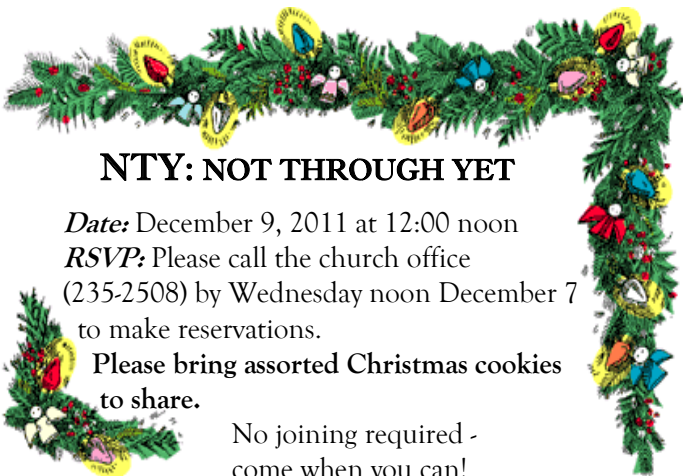 NTY: NOT THROUGH YET
Date: December 9, 2011 at 12:00 noon
RSVP: Please call the church office
(235-2508) by Wednesday noon December 7
to make reservations.
Please bring assorted Christmas cookies
to share.
No joining required -
come when you can!